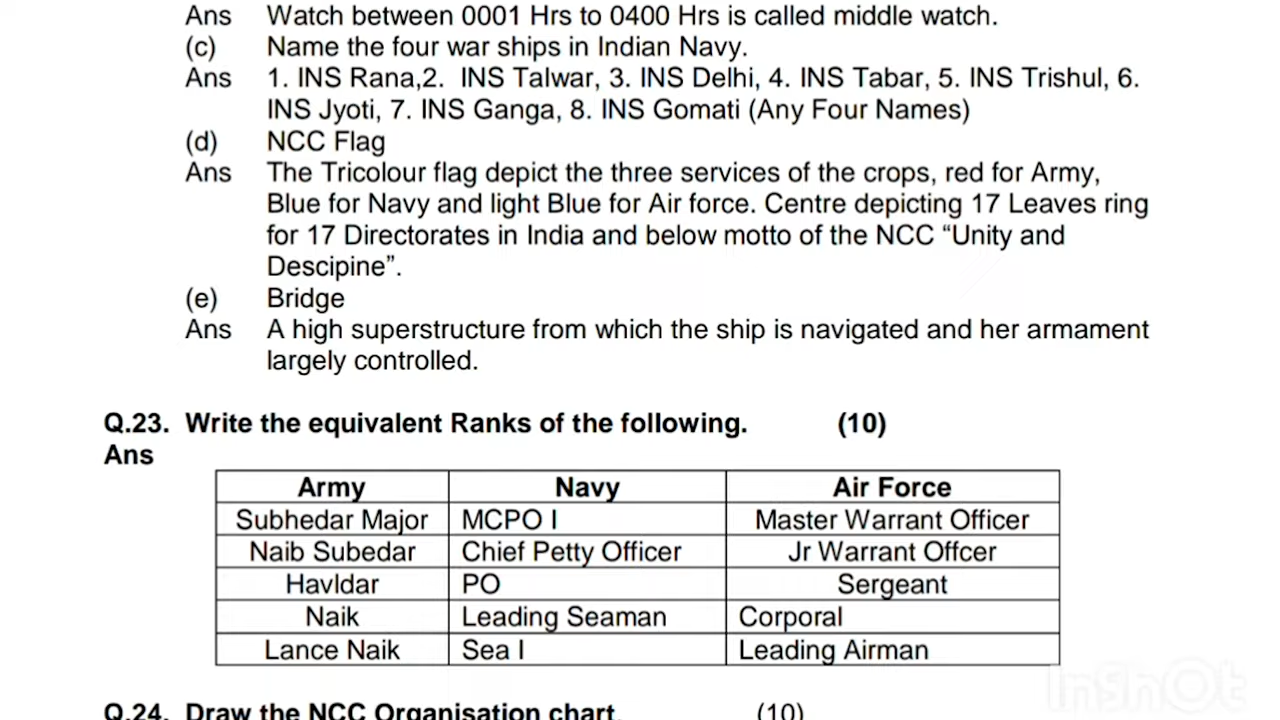 Ans Watch between 0001 Hrs to 0400 Hrs is called middle watch.
(c) Name the four war ships in Indian Navy.
Ans 1. INS Rana,2. INS Talwar, 3. INS Delhi, 4. INS Tabar, 5. INS Trishul, 6.
INS Jyoti, 7. INS Ganga, 8. INS Gomati (Any Four Names)
(d) NCC Flag
Ans The Tricolour flag depict the three services of the crops, red for Army,
Blue for Navy and light Blue for Air force. Centre depicting 17 Leaves ring
for 17 Directorates in India and below motto of the NCC “Unity and
Descipine”.
(e) Bridge
Ans A high superstructure from which the ship is navigated and her armament
largely controlled.
Q.23. Write the equivalent Ranks of the following. (10)
Ans
Army Navy Air Force
Subhedar Major MCPO I Master Warrant Officer
Naib Subedar Chief Petty Officer Jr Warrant Offcer
Havldar PO Sergeant
Naik Leading Seaman Corporal
Lance Naik Sea I Leading Airman
InShOt
Q.24. Draw the NCC Organisation chart. (10)